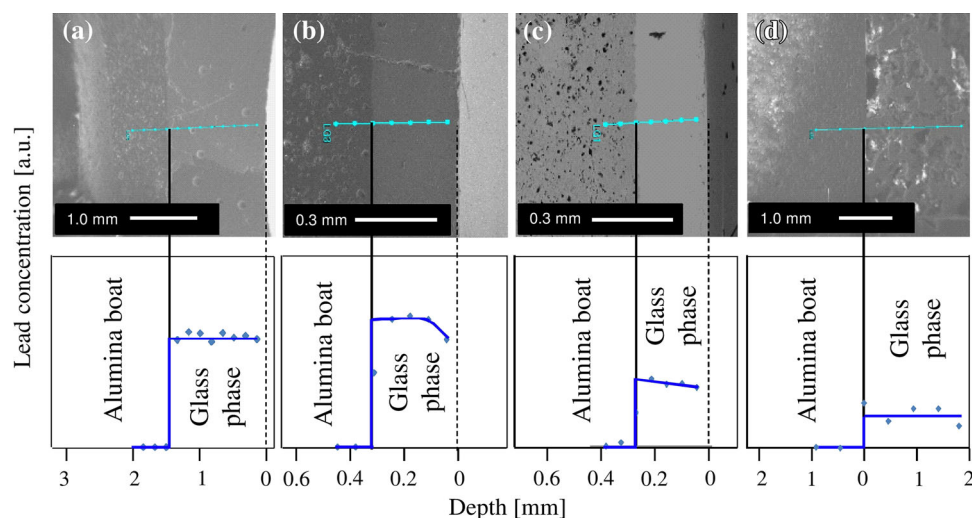 (a)
(b)
(c)
(d)
1.0 mm
0.3 mm
0.3 mm
1.0 mm
Lead concentration [a.u.]
Alumina boat
Glass phase
Alumina boat
Glass phase
Alumina boat
Glass phase
Alumina boat
Glass phase
3 2 1 0
0.6 0.4 0.2 0
0.6 0.4 0.2 0
2 1 0 1 2
Depth [mm]